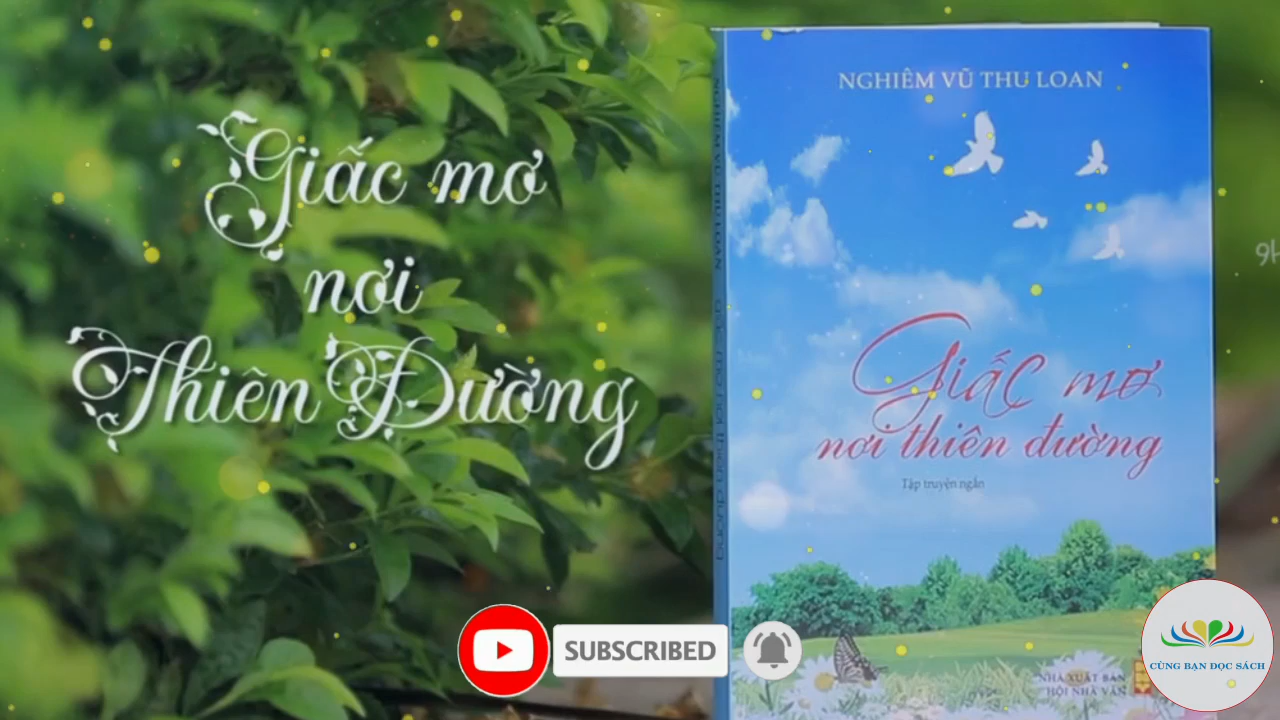 Giấc mơ
nơi
Thiên Đường
NGHIÊM VŨ THU LOAN
Giấc mơ
nơi thiên đường
Tập truyện ngắn
NHÀ XUẤT BẢN
HỘI NHÀ VĂN
SUBSCRIBED
CÙNG BẠN ĐỌC SÁCH